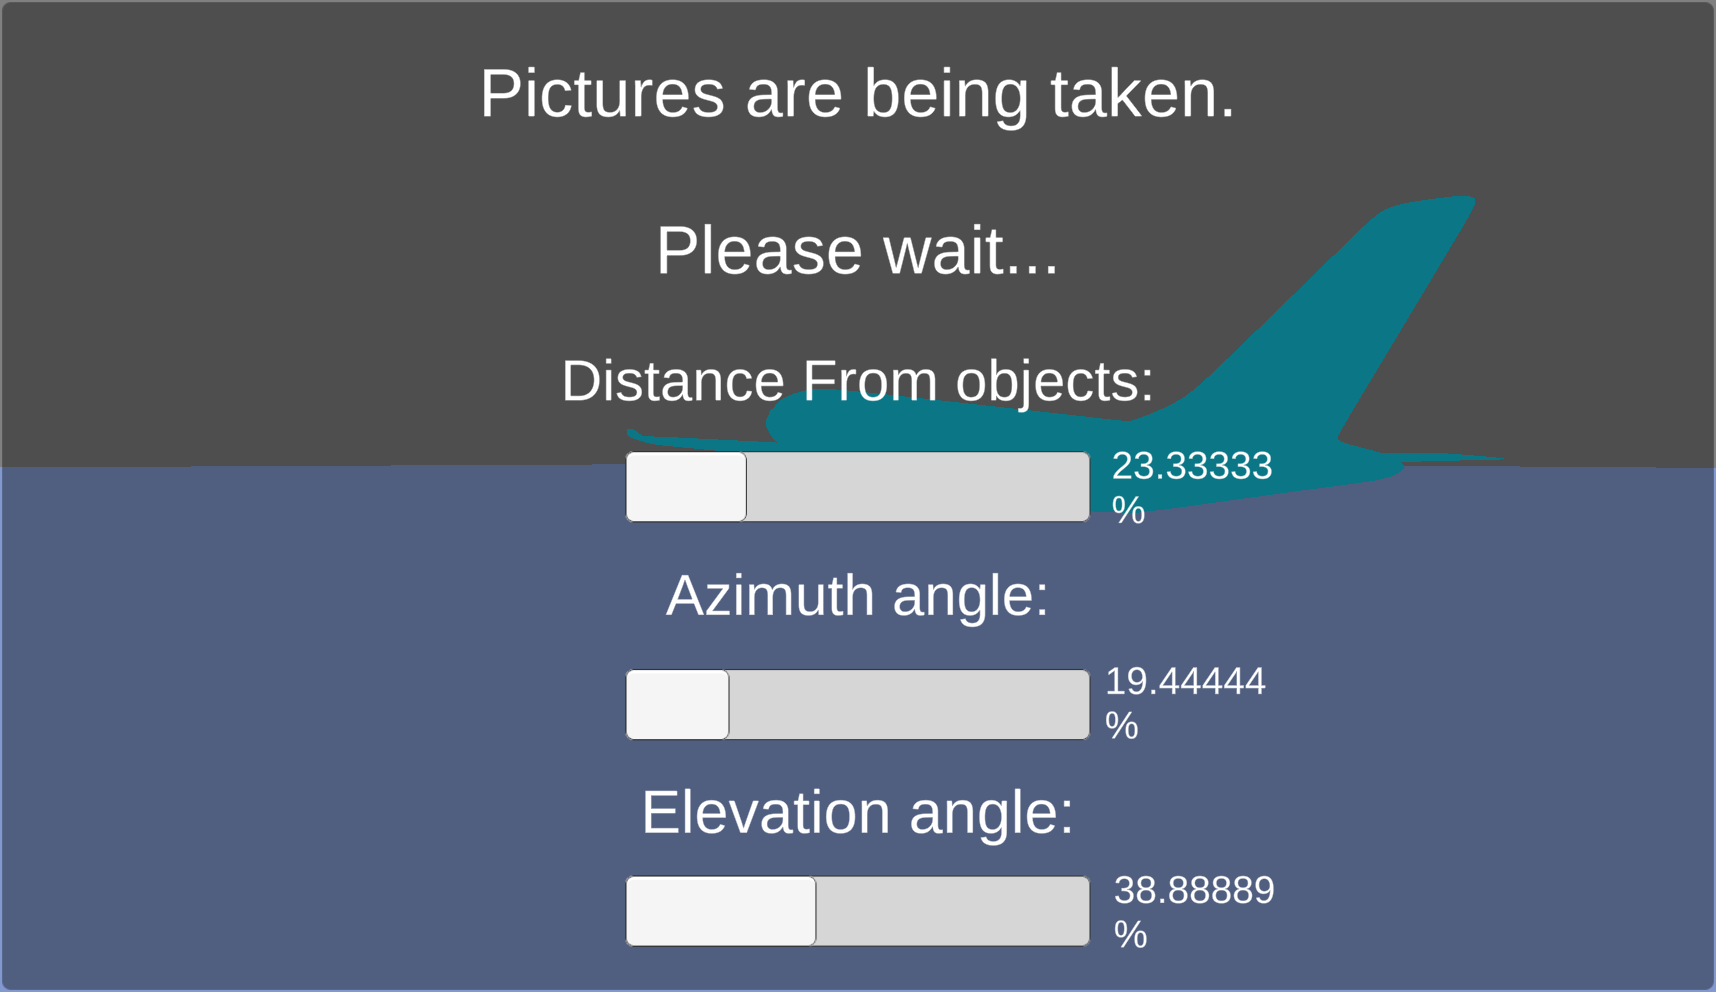 Pictures are being taken.
Please wait...
Distance From objects:
23.33333
%
Azimuth angle:
19.44444
%
Elevation angle:
38.88889
%